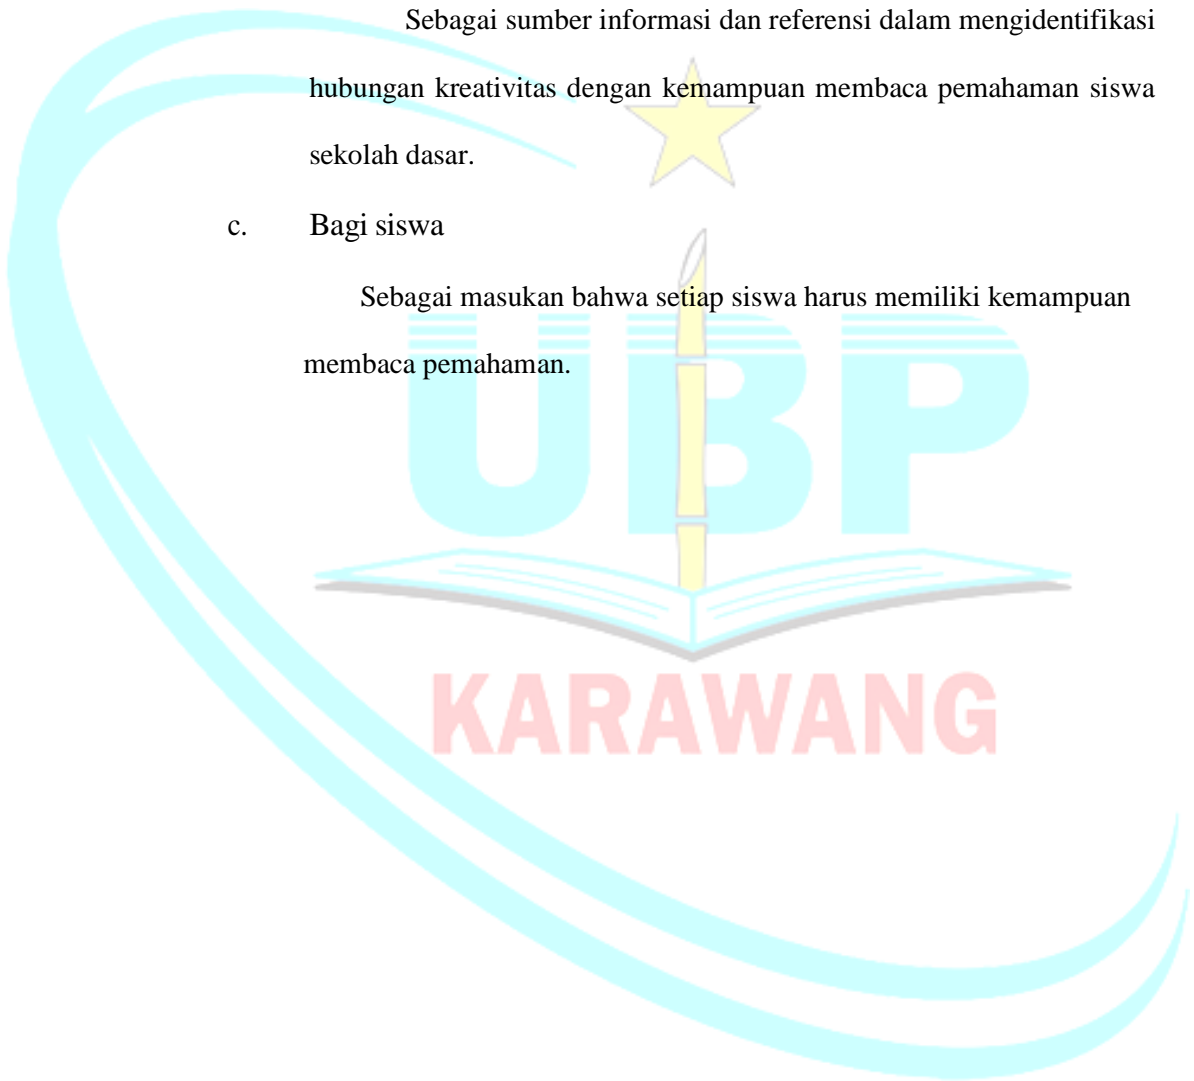 Sebagai sumber informasi dan referensi dalam mengidentifikasi
hubungan kreativitas dengan kemampuan membaca pemahaman siswa
sekolah dasar.
c. Bagi siswa
Sebagai masukan bahwa setiap siswa harus memiliki kemampuan
membaca pemahaman.
UBP
KARAWANG